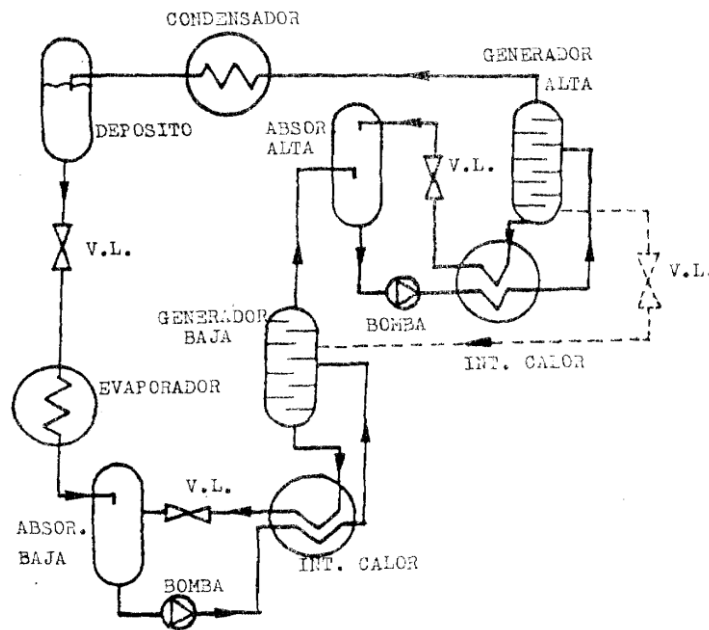 CONDENSADOR
GENERADOR
ALTA
DEPOSITO
ABSOR
ALTA
V.L.
V.L.
V.L.
BOMBA
INT. CALOR
GENERADOR
BAJA
EVAPORADOR
V.L.
ABSOR.
BAJA
BOMBA
INT. CALOR